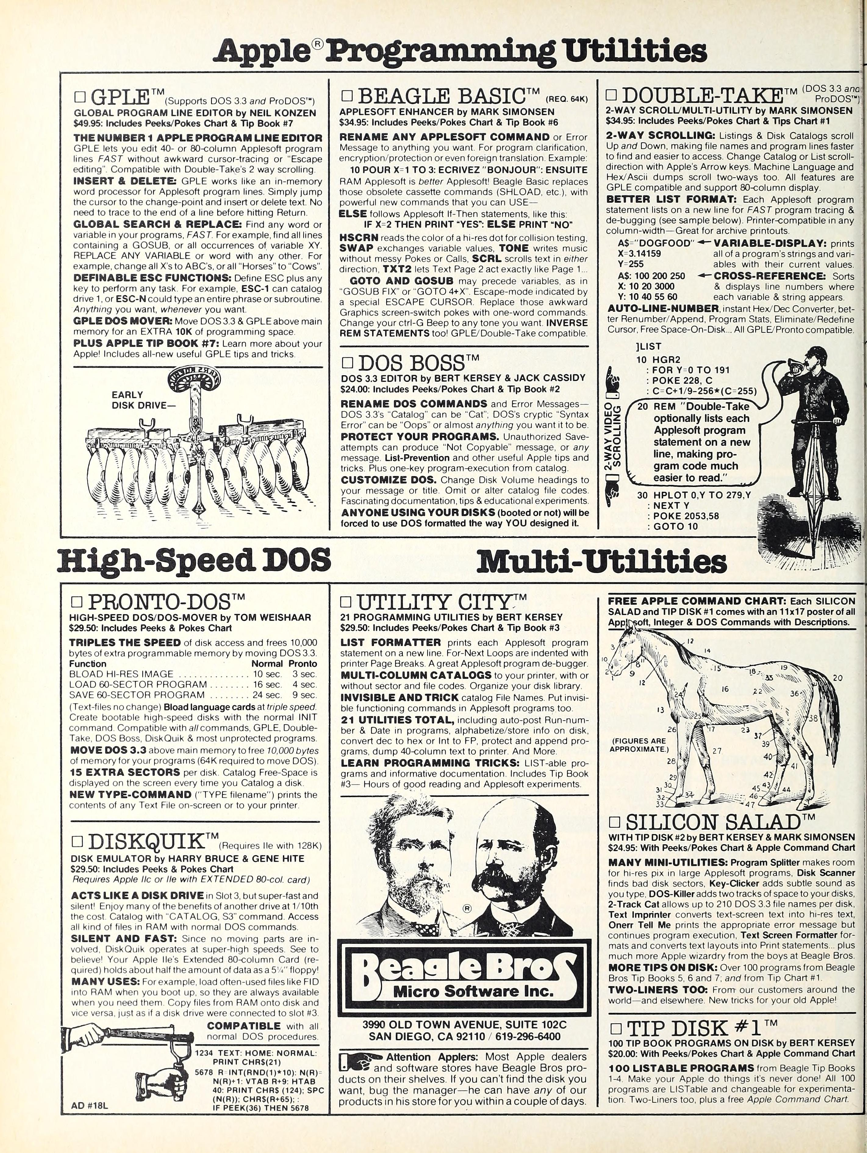 Apple® Programming Utilities
□ GPLE™ (Supports DOS 3.3 and ProDOS™)
GLOBAL PROGRAM LINE EDITOR by NEIL KONZEN
$49.95: Includes Peeks/Pokes Chart & Tip Book #7
THE NUMBER 1 APPLE PROGRAM LINE EDITOR
GPLE lets you edit 40- or 80-column Applesoft program
lines FAST without awkward cursor-tracing or "Escape
editing". Compatible with Double-Take's 2 way scrolling.
INSERT & DELETE: GPLE works like an in-memory
word processor for Applesoft program lines. Simply jump
the cursor to the change-point and insert or delete text. No
need to trace to the end of a line before hitting Return.
GLOBAL SEARCH & REPLACE: Find any word or
variable in your programs, FAST. For example, find all lines
containing a GOSUB, or all occurences of variable XY.
REPLACE ANY VARIABLE or word with any other. For
example, change all X's to ABC's, or all "Horses" to "Cows".
DEFINABLE ESC FUNCTIONS: Define ESC plus any
key to perform any task. For example, ESC-1 can catalog
drive 1, or ESC-N could type an entire phrase or subroutine.
Anything you want, whenever you want.
GPLE DOS MOVER: Move DOS 3.3 & GPLE above main
memory for an EXTRA 10K of programming space.
PLUS APPLE TIP BOOK #7: Learn more about your
Apple! Includes all-new useful GPLE tips and tricks.
EARLY
DISK DRIVE—
□ BEAGLE BASIC™ (REQ. 64K)
APPLESOFT ENHANCER by MARK SIMONSEN
$34.95: Includes Peeks/Pokes Chart & Tip Book #6
RENAME ANY APPLESOFT COMMAND or Error
Message to anything you want. For program clarification,
encryption/protection or even foreign translation. Example:
10 POUR X=1 TO 3: ECRIVEZ "BONJOUR": ENSUITE
RAM Applesoft is better Applesoft! Beagle Basic replaces
those obsolete cassette commands (SHLOAD, etc.), with
powerful new commands that you can USE—
ELSE follows Applesoft If-Then statements, like this:
IF X=2 THEN PRINT "YES": ELSE PRINT "NO"
HSCRN reads the color of a hi-res dot for collision testing,
SWAP exchanges variable values, TONE writes music
without messy Pokes or Calls, SCRL scrolls text in either
direction, TXT2 lets Text Page 2 act exactly like Page 1...
GOTO AND GOSUB may precede variables, as in
"GOSUB FIX" or "GOTO 4+X". Escape-mode indicated by
a special ESCAPE CURSOR. Replace those awkward
Graphics screen-switch pokes with one-word commands.
Change your ctrl-G Beep to any tone you want. INVERSE
REM STATEMENTS too! GPLE/Double-Take compatible.
□ DOS BOSS™
DOS 3.3 EDITOR by BERT KERSEY & JACK CASSIDY
$24.00: Includes Peeks/Pokes Chart & Tip Book #2
RENAME DOS COMMANDS and Error Messages—
DOS 3.3's "Catalog" can be "Cat"; DOS's cryptic "Syntax
Error" can be "Oops" or almost anything you want it to be.
PROTECT YOUR PROGRAMS. Unauthorized Save-
attempts can produce "Not Copyable" message, or any
message. List-Prevention and other useful Apple tips and
tricks. Plus one-key program-execution from catalog.
CUSTOMIZE DOS. Change Disk Volume headings to
your message or title. Omit or alter catalog file codes.
Fascinating documentation, tips & educational experiments.
ANYONE USING YOUR DISKS (booted or not) will be
forced to use DOS formatted the way YOU designed it.
□ DOUBLE-TAKE™ (DOS 3.3 and
ProDOS™)
2-WAY SCROLL/MULTI-UTILITY by MARK SIMONSEN
$34.95: Includes Peeks/Pokes Chart & Tips Chart #1
2-WAY SCROLLING: Listings & Disk Catalogs scroll
Up and Down, making file names and program lines faster
to find and easier to access. Change Catalog or List scroll-
direction with Apple's Arrow keys. Machine Language and
Hex/Ascii dumps scroll two-ways too. All features are
GPLE compatible and support 80-column display.
BETTER LIST FORMAT: Each Applesoft program
statement lists on a new line for FAST program tracing &
de-bugging (see sample below). Printer-compatible in any
column-width—Great for archive printouts.
A$="DOGFOOD" VARIABLE-DISPLAY: prints
X=3.14159 all of a program's strings and vari-
Y=255 ables with their current values.
A$: 100 200 250 CROSS-REFERENCE: Sorts
X: 10 20 3000 & displays line numbers where
Y: 10 40 55 60 each variable & string appears.
AUTO-LINE-NUMBER, instant Hex/Dec Converter, bet-
ter Renumber/Append, Program Stats, Eliminate/Redefine
Cursor, Free Space-On-Disk... All GPLE/Pronto compatible.
]LIST
10 HGR2
: FOR Y=0 TO 191
: POKE 228, C
: C=C+1/9-256*(C=255)
20 REM "Double-Take
optionally lists each
Applesoft program
statement on a new
line, making pro-
gram code much
easier to read."
30 HPLOT 0,Y TO 279,Y
: NEXT Y
: POKE 2053,58
: GOTO 10
2-WAY VIDEO
SCROLLING
High-Speed DOS
Multi-Utilities
□ PRONTO-DOS™
HIGH-SPEED DOS/DOS-MOVER by TOM WEISHAAR
$29.50: Includes Peeks & Pokes Chart
TRIPLES THE SPEED of disk access and frees 10,000
bytes of extra programmable memory by moving DOS 3.3.
Function Normal Pronto
BLOAD HI-RES IMAGE . . . . . . . . . . 10 sec. 3 sec.
LOAD 60-SECTOR PROGRAM . . . . . . . 16 sec. 4 sec.
SAVE 60-SECTOR PROGRAM . . . . . . . 24 sec. 9 sec.
(Text-files no change) Bload language cards at triple speed.
Create bootable high-speed disks with the normal INIT
command. Compatible with all commands, GPLE, Double-
Take, DOS Boss, DiskQuik & most unprotected programs.
MOVE DOS 3.3 above main memory to free 10,000 bytes
of memory for your programs (64K required to move DOS).
15 EXTRA SECTORS per disk. Catalog Free-Space is
displayed on the screen every time you Catalog a disk.
NEW TYPE-COMMAND ("TYPE filename") prints the
contents of any Text File on-screen or to your printer.
□ DISKQUIK™ (Requires IIe with 128K)
DISK EMULATOR by HARRY BRUCE & GENE HITE
$29.50: Includes Peeks & Pokes Chart
Requires Apple IIc or IIe with EXTENDED 80-col. card)
ACTS LIKE A DISK DRIVE in Slot 3, but super-fast and
silent! Enjoy many of the benefits of another drive at 1/10th
the cost. Catalog with "CATALOG, S3" command. Access
all kind of files in RAM with normal DOS commands.
SILENT AND FAST: Since no moving parts are in-
volved, DiskQuik operates at super-high speeds. See to
believe! Your Apple IIe's Extended 80-column Card (re-
quired) holds about half the amount of data as a 5¼" floppy!
MANY USES: For example, load often-used files like FID
into RAM when you boot up, so they are always available
when you need them. Copy files from RAM onto disk and
vice versa, just as if a disk drive were connected to slot #3.
COMPATIBLE with all
normal DOS procedures.
1234 TEXT: HOME: NORMAL:
PRINT CHR$(21)
5678 R=INT(RND(1)*10): N(R)=
N(R)+1: VTAB R+9: HTAB
40: PRINT CHR$ (124); SPC
(N(R)); CHR$(R+65); :
IF PEEK(36) THEN 5678
AD #18L
□ UTILITY CITY™
21 PROGRAMMING UTILITIES by BERT KERSEY
$29.50: Includes Peeks/Pokes Chart & Tip Book #3
LIST FORMATTER prints each Applesoft program
statement on a new line. For-Next Loops are indented with
printer Page Breaks. A great Applesoft program de-bugger.
MULTI-COLUMN CATALOGS to your printer, with or
without sector and file codes. Organize your disk library.
INVISIBLE AND TRICK catalog File Names. Put invisi-
ble functioning commands in Applesoft programs too.
21 UTILITIES TOTAL, including auto-post Run-num-
ber & Date in programs, alphabetize/store info on disk,
convert dec to hex or Int to FP, protect and append pro-
grams, dump 40-column text to printer. And More.
LEARN PROGRAMMING TRICKS: LIST-able pro-
grams and informative documentation. Includes Tip Book
#3— Hours of good reading and Applesoft experiments.
®
Beagle Bros
Micro Software Inc.
3990 OLD TOWN AVENUE, SUITE 102C
SAN DIEGO, CA 92110 / 619-296-6400
Attention Applers: Most Apple dealers
and software stores have Beagle Bros pro-
ducts on their shelves. If you can't find the disk you
want, bug the manager—he can have any of our
products in his store for you within a couple of days.
FREE APPLE COMMAND CHART: Each SILICON
SALAD and TIP DISK #1 comes with an 11x17 poster of all
Applesoft, Integer & DOS Commands with Descriptions.
(FIGURES ARE
APPROXIMATE.)
□ SILICON SALAD™
WITH TIP DISK #2 by BERT KERSEY & MARK SIMONSEN
$24.95: With Peeks/Pokes Chart & Apple Command Chart
MANY MINI-UTILITIES: Program Splitter makes room
for hi-res pix in large Applesoft programs, Disk Scanner
finds bad disk sectors, Key-Clicker adds subtle sound as
you type, DOS-Killer adds two tracks of space to your disks,
2-Track Cat allows up to 210 DOS 3.3 file names per disk,
Text Imprinter converts text-screen text into hi-res text,
Onerr Tell Me prints the appropriate error message but
continues program execution, Text Screen Formatter for-
mats and converts text layouts into Print statements... plus
much more Apple wizardry from the boys at Beagle Bros.
MORE TIPS ON DISK: Over 100 programs from Beagle
Bros Tip Books 5, 6 and 7; and from Tip Chart #1.
TWO-LINERS TOO: From our customers around the
world—and elsewhere. New tricks for your old Apple!
□ TIP DISK #1™
100 TIP BOOK PROGRAMS ON DISK by BERT KERSEY
$20.00: With Peeks/Pokes Chart & Apple Command Chart
100 LISTABLE PROGRAMS from Beagle Tip Books
1-4. Make your Apple do things it's never done! All 100
programs are LISTable and changeable for experimenta-
tion. Two-Liners too, plus a free Apple Command Chart.